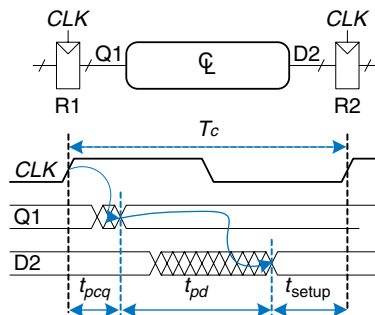 CLK CLK
Q1 CL D2
R1 R2
Tc
CLK
Q1
D2
tpcq tpd tsetup